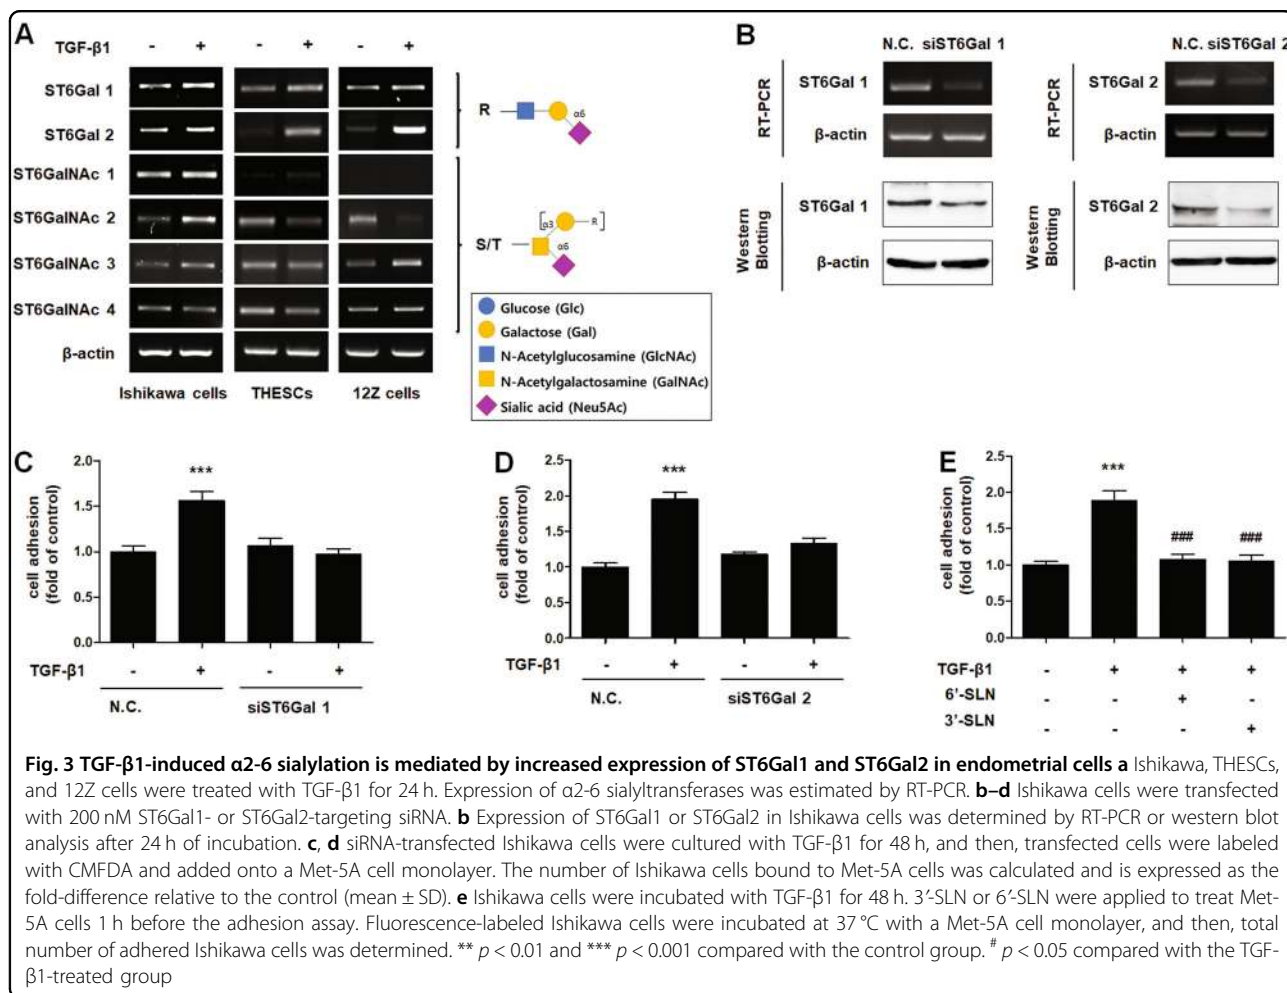 A
TGF-β1 - + - + - +
ST6Gal 1
ST6Gal 2
ST6GalNAc 1
ST6GalNAc 2
ST6GalNAc 3
ST6GalNAc 4
β-actin
Ishikawa cells THESCs 12Z cells
R
α6
α3 R
S/T
α6
Glucose (Glc)
Galactose (Gal)
N-Acetylglucosamine (GlcNAc)
N-Acetylgalactosamine (GalNAc)
Sialic acid (Neu5Ac)
B
N.C. siST6Gal 1
RT-PCR
ST6Gal 1
β-actin
Western Blotting
ST6Gal 1
β-actin
N.C. siST6Gal 2
RT-PCR
ST6Gal 2
β-actin
Western Blotting
ST6Gal 2
β-actin
C
cell adhesion
(fold of control)
2.0
1.5
1.0
0.5
0.0
***
TGF-β1 - + - +
N.C. siST6Gal 1
D
cell adhesion
(fold of control)
2.5
2.0
1.5
1.0
0.5
0.0
***
TGF-β1 - + - +
N.C. siST6Gal 2
E
cell adhesion
(fold of control)
2.5
2.0
1.5
1.0
0.5
0.0
*** ### ###
TGF-β1 - + + +
6'-SLN - - + -
3'-SLN - - - +
Fig. 3 TGF-β1-induced α2-6 sialylation is mediated by increased expression of ST6Gal1 and ST6Gal2 in endometrial cells a Ishikawa, THESCs,
and 12Z cells were treated with TGF-β1 for 24 h. Expression of α2-6 sialyltransferases was estimated by RT-PCR. b–d Ishikawa cells were transfected
with 200 nM ST6Gal1- or ST6Gal2-targeting siRNA. b Expression of ST6Gal1 or ST6Gal2 in Ishikawa cells was determined by RT-PCR or western blot
analysis after 24 h of incubation. c, d siRNA-transfected Ishikawa cells were cultured with TGF-β1 for 48 h, and then, transfected cells were labeled
with CMFDA and added onto a Met-5A cell monolayer. The number of Ishikawa cells bound to Met-5A cells was calculated and is expressed as the
fold-difference relative to the control (mean ± SD). e Ishikawa cells were incubated with TGF-β1 for 48 h. 3′-SLN or 6′-SLN were applied to treat Met-
5A cells 1 h before the adhesion assay. Fluorescence-labeled Ishikawa cells were incubated at 37 °C with a Met-5A cell monolayer, and then, total
number of adhered Ishikawa cells was determined. ** p < 0.01 and *** p < 0.001 compared with the control group. # p < 0.05 compared with the TGF-
β1-treated group